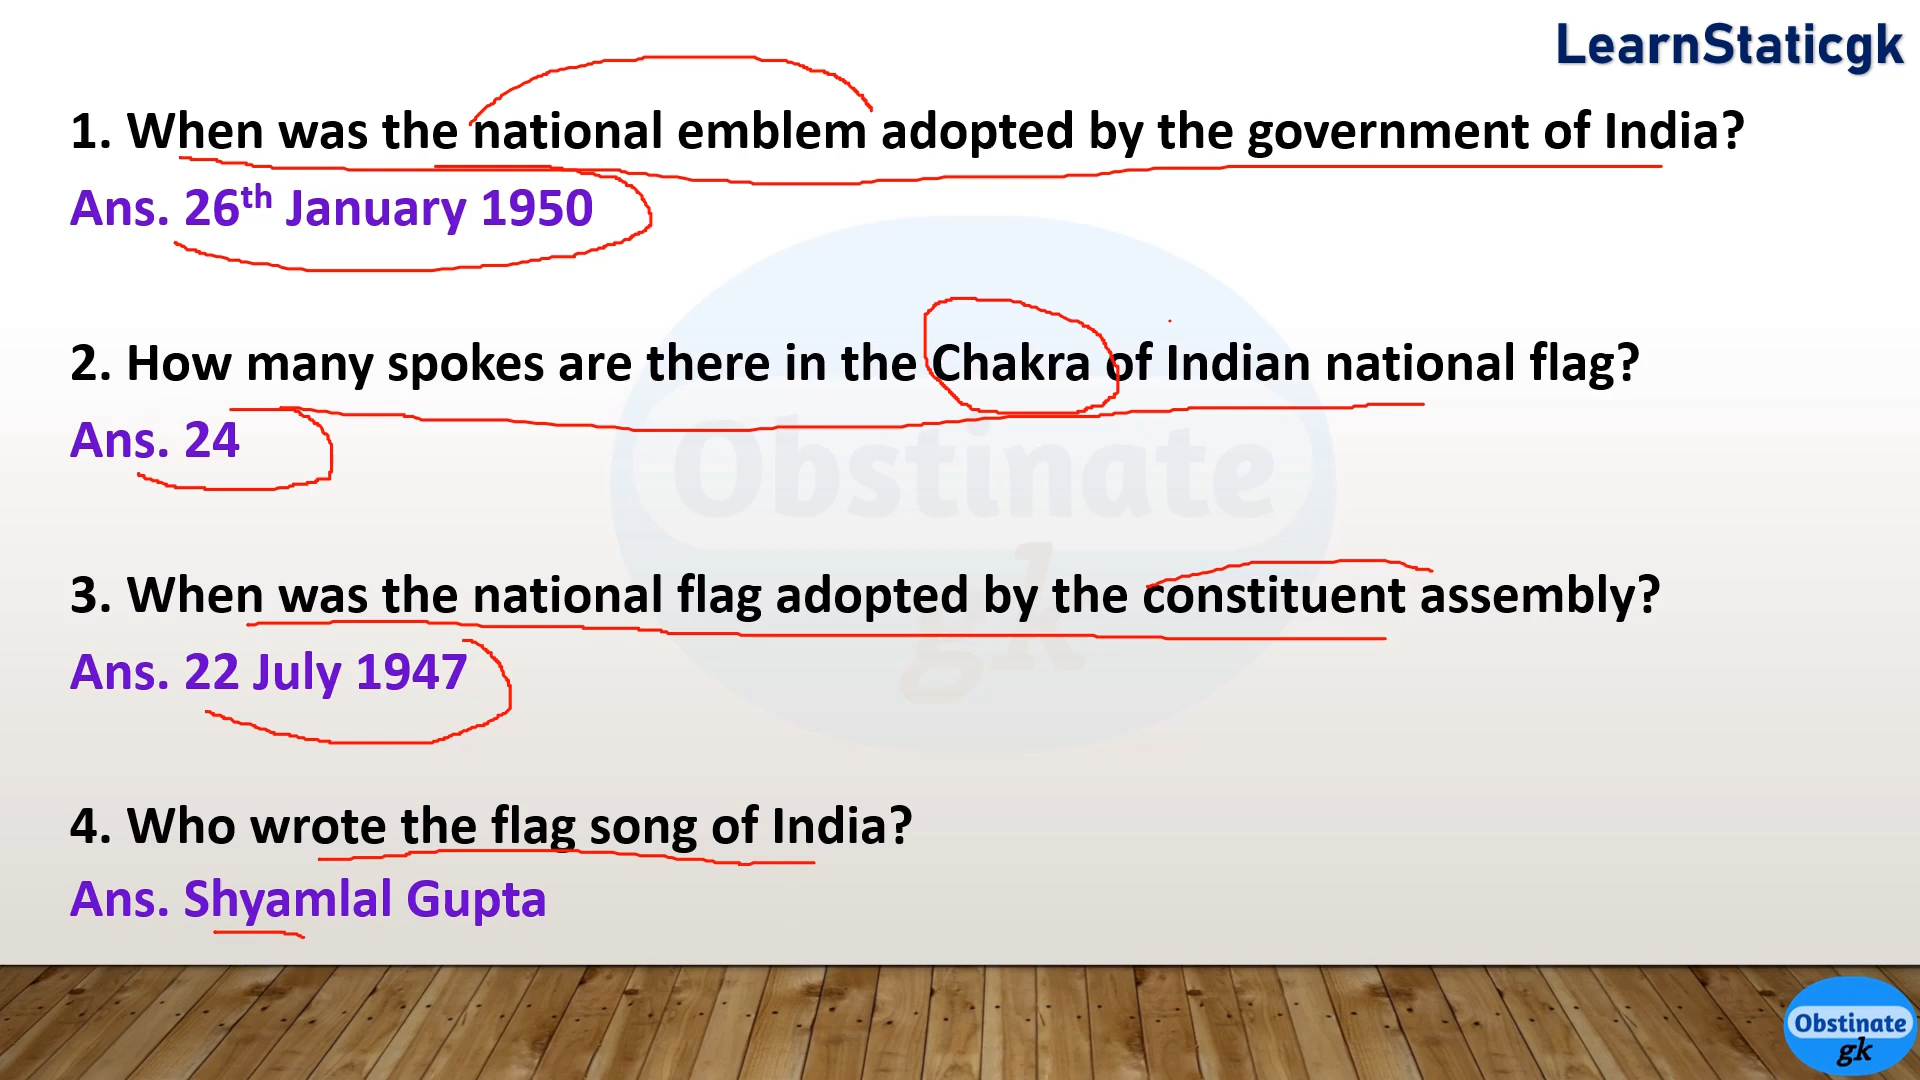 LearnStaticgk
1. When was the national emblem adopted by the government of India?
Ans. 26th January 1950
2. How many spokes are there in the Chakra of Indian national flag?
Ans. 24
3. When was the national flag adopted by the constituent assembly?
Ans. 22 July 1947
4. Who wrote the flag song of India?
Ans. Shyamlal Gupta
Obstinate
gk
Obstinate
gk